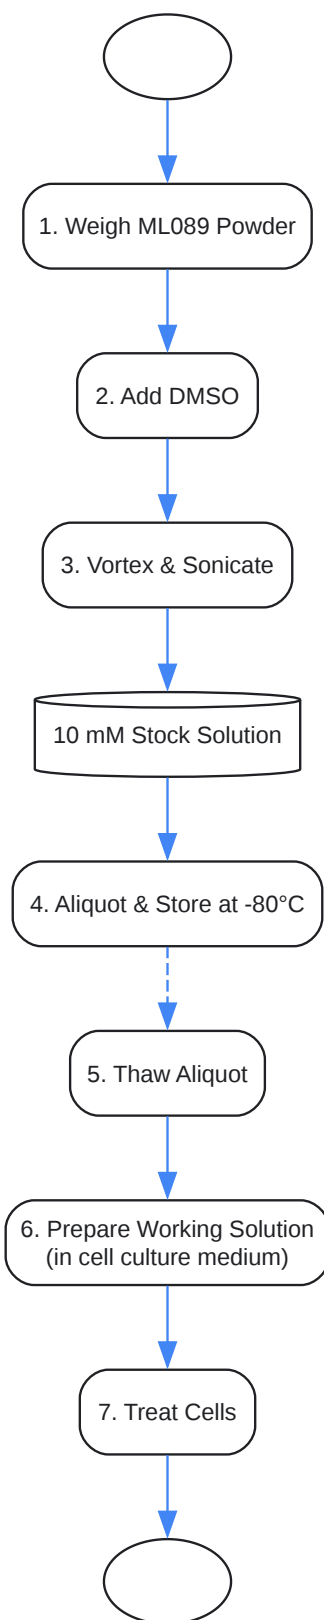 1. Weigh ML089 Powder
2. Add DMSO
3. Vortex & Sonicate
10 mM Stock Solution
4. Aliquot & Store at -80°C
5. Thaw Aliquot
6. Prepare Working Solution
(in cell culture medium)
7. Treat Cells